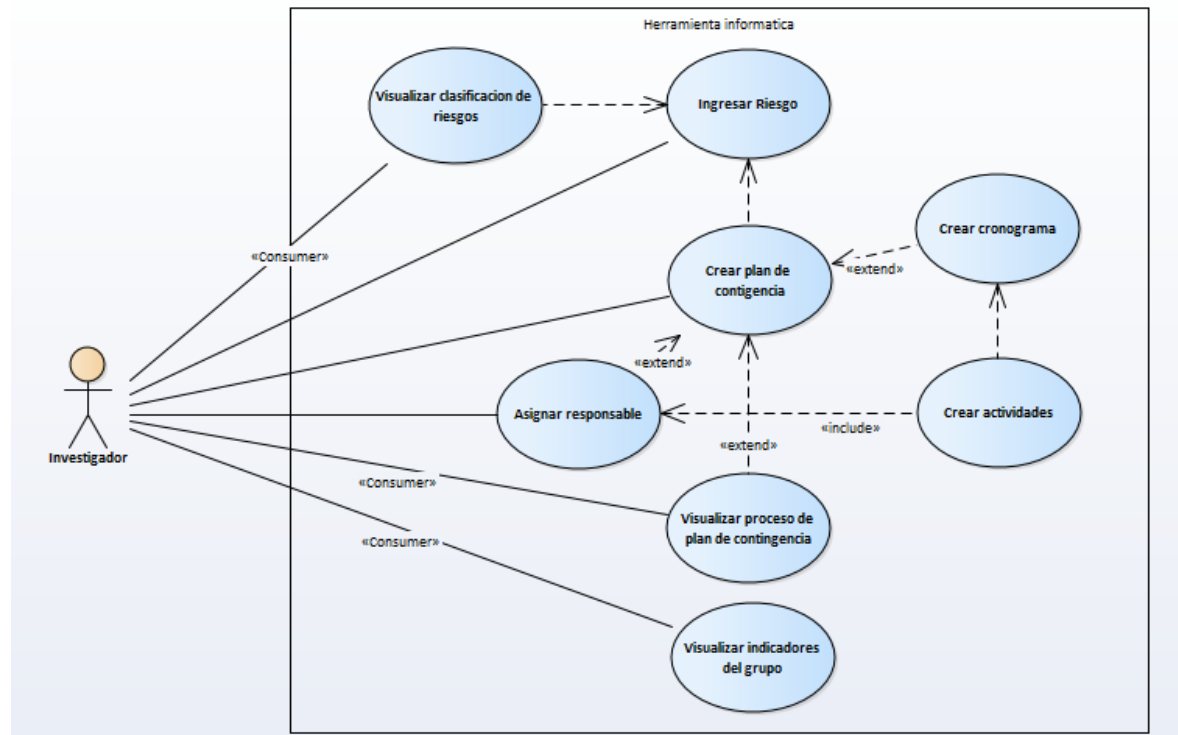 Herramienta informatica
Visualizar clasificacion de
riesgos
Ingresar Riesgo
Crear cronograma
«Consumer»
Crear plan de
contigencia
«extend»
«extend»
Investigador
Asignar responsable
Crear actividades
«include»
«extend»
«Consumer»
Visualizar proceso de
plan de contingencia
«Consumer»
Visualizar indicadores
del grupo